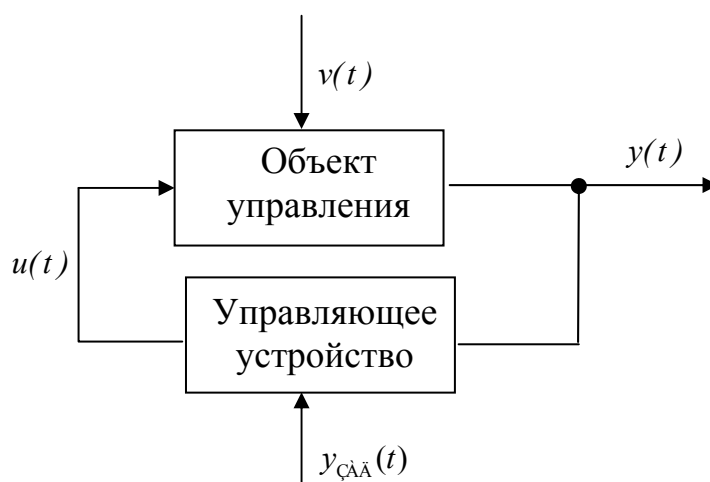 v(t)
Объект
управления
y(t)
u(t)
Управляющее
устройство
yÇÀÄ(t)